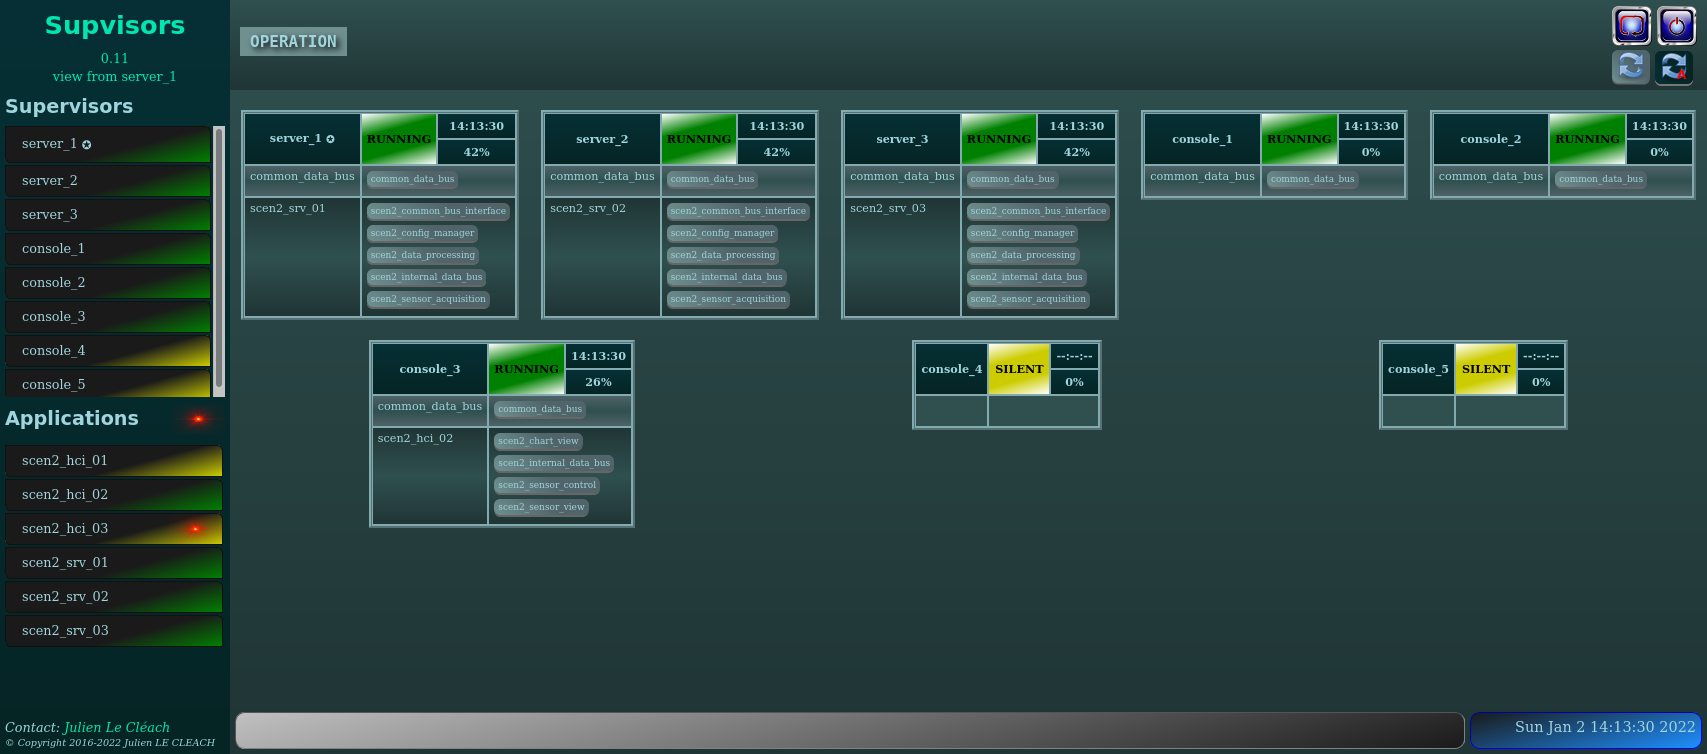 Supvisors
0.11
view from server_1
Supervisors
server_1 ✪
server_2
server_3
console_1
console_2
console_3
console_4
console_5
Applications
scen2_hci_01
scen2_hci_02
scen2_hci_03
scen2_srv_01
scen2_srv_02
scen2_srv_03
Contact: Julien Le Cléach
© Copyright 2016-2022 Julien LE CLEACH
OPERATION
server_1 ✪
RUNNING
14:13:30
42%
common_data_bus
common_data_bus
scen2_srv_01
scen2_common_bus_interface
scen2_config_manager
scen2_data_processing
scen2_internal_data_bus
scen2_sensor_acquisition
server_2
RUNNING
14:13:30
42%
common_data_bus
common_data_bus
scen2_srv_02
scen2_common_bus_interface
scen2_config_manager
scen2_data_processing
scen2_internal_data_bus
scen2_sensor_acquisition
server_3
RUNNING
14:13:30
42%
common_data_bus
common_data_bus
scen2_srv_03
scen2_common_bus_interface
scen2_config_manager
scen2_data_processing
scen2_internal_data_bus
scen2_sensor_acquisition
console_1
RUNNING
14:13:30
0%
common_data_bus
common_data_bus
console_2
RUNNING
14:13:30
0%
common_data_bus
common_data_bus
console_3
RUNNING
14:13:30
26%
common_data_bus
common_data_bus
scen2_hci_02
scen2_chart_view
scen2_internal_data_bus
scen2_sensor_control
scen2_sensor_view
console_4
SILENT
--:--:--
0%
console_5
SILENT
--:--:--
0%
Sun Jan 2 14:13:30 2022